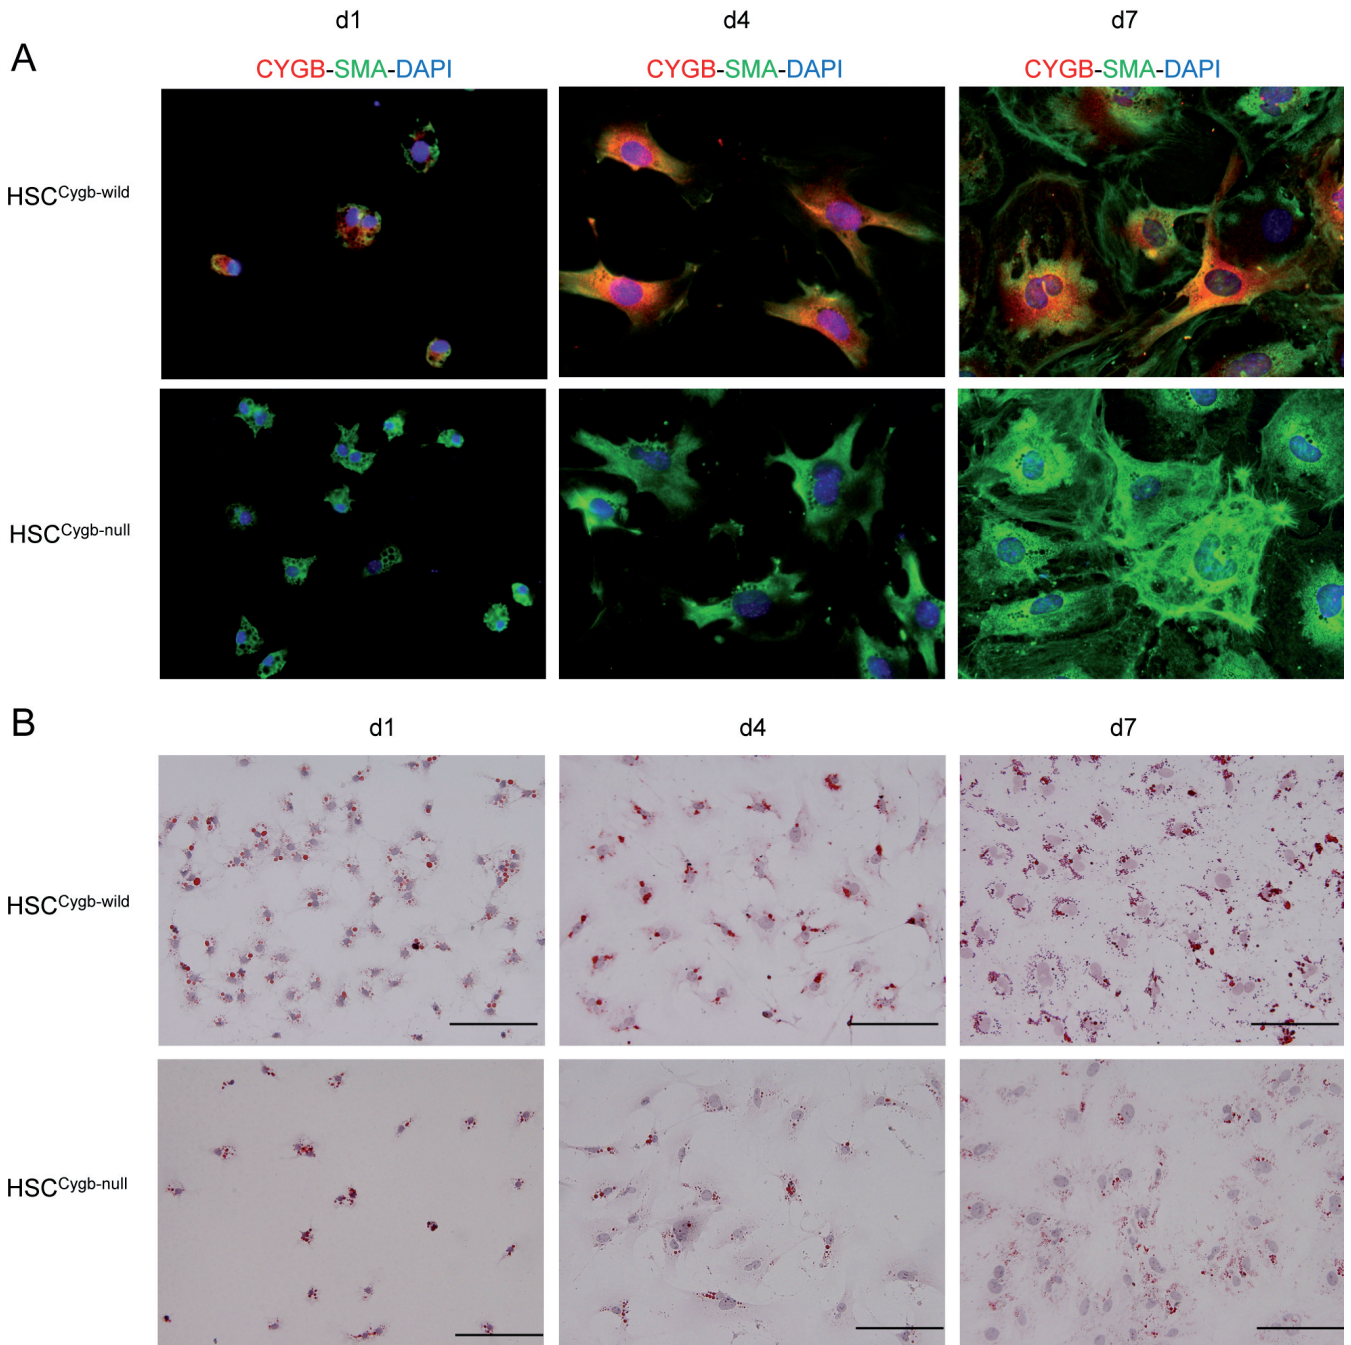 d1 d4 d7
A
CYGB-SMA-DAPI CYGB-SMA-DAPI CYGB-SMA-DAPI
HSCCygb-wild
HSCCygb-null
B
d1 d4 d7
HSCCygb-wild
HSCCygb-null